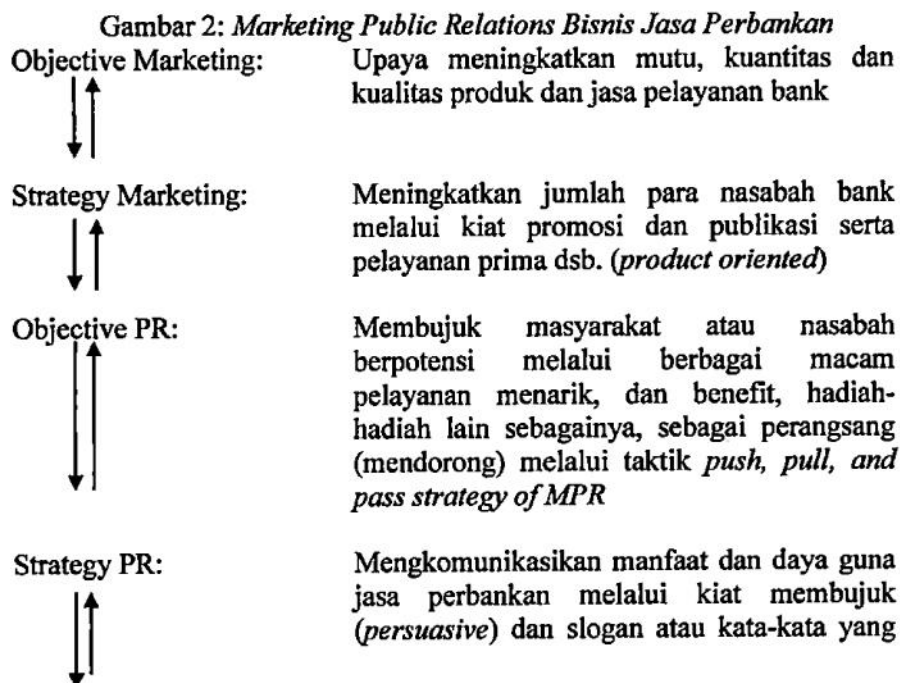 Gambar 2: Marketing Public Relations Bisnis Jasa Perbankan
Objective Marketing: Upaya meningkatkan mutu, kuantitas dan
kualitas produk dan jasa pelayanan bank
Strategy Marketing: Meningkatkan jumlah para nasabah bank
melalui kiat promosi dan publikasi serta
pelayanan prima dsb. (product oriented)
Objective PR: Membujuk masyarakat atau nasabah
berpotensi melalui berbagai macam
pelayanan menarik, dan benefit, hadiah-
hadiah lain sebagainya, sebagai perangsang
(mendorong) melalui taktik push, pull, and
pass strategy of MPR
Strategy PR: Mengkomunikasikan manfaat dan daya guna
jasa perbankan melalui kiat membujuk
(persuasive) dan slogan atau kata-kata yang